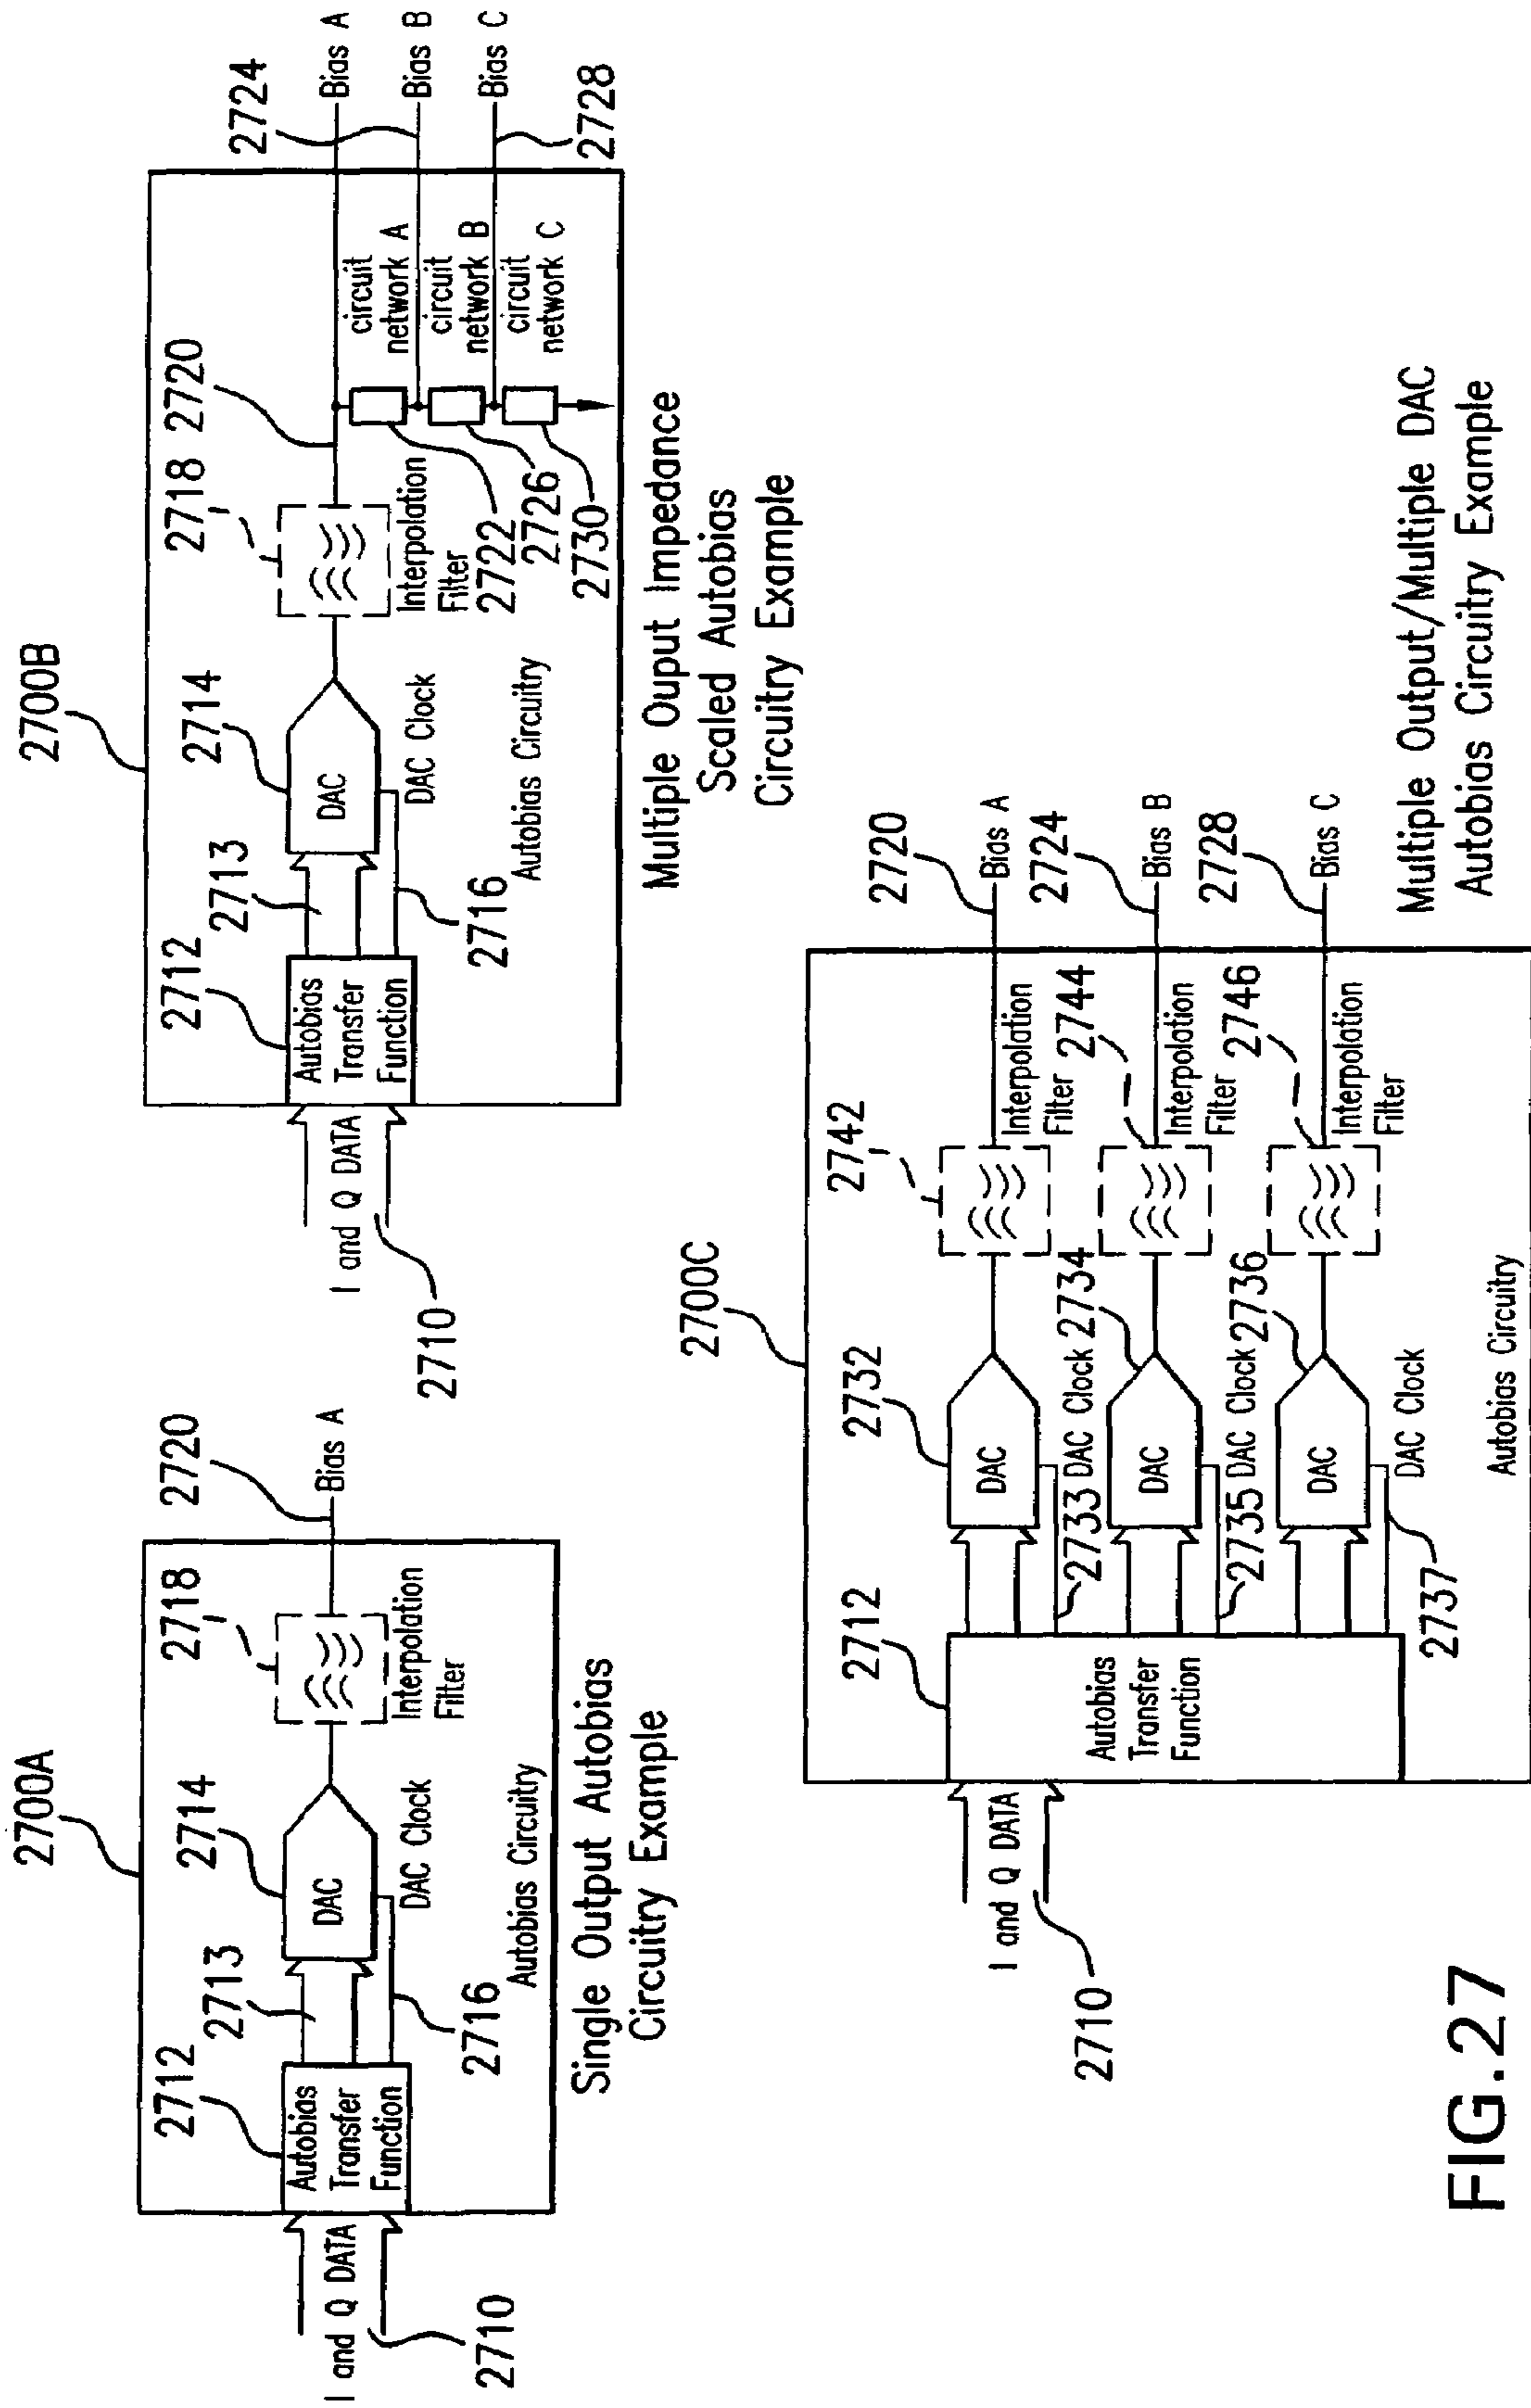 2700A
2712
2713
2714
2718
2720
I and Q DATA
2710
Autobias
Transfer
Function
DAC
DAC Clock
2716
Interpolation
Filter
Bias A
Autobias Circuitry
Single Output Autobias
Circuitry Example
2700B
2712
2713
2714
2718
2720
I and Q DATA
2710
Autobias
Transfer
Function
DAC
DAC Clock
2716
Interpolation
Filter
2722
2726
2730
circuit
network A
circuit
network B
circuit
network C
2724
Bias A
Bias B
Bias C
2728
Autobias Circuitry
Multiple Ouput Impedance
Scaled Autobias
Circuitry Example
2700C
2712
2732
2742
2720
I and Q DATA
2710
Autobias
Transfer
Function
DAC
2733
DAC Clock
2734
Interpolation
Filter
2744
Bias A
2724
DAC
2735
DAC Clock
2736
Interpolation
Filter
2746
Bias B
2728
DAC
DAC Clock
2737
Interpolation
Filter
Bias C
Autobias Circuitry
Multiple Output/Multiple DAC
Autobias Circuitry Example
FIG.27